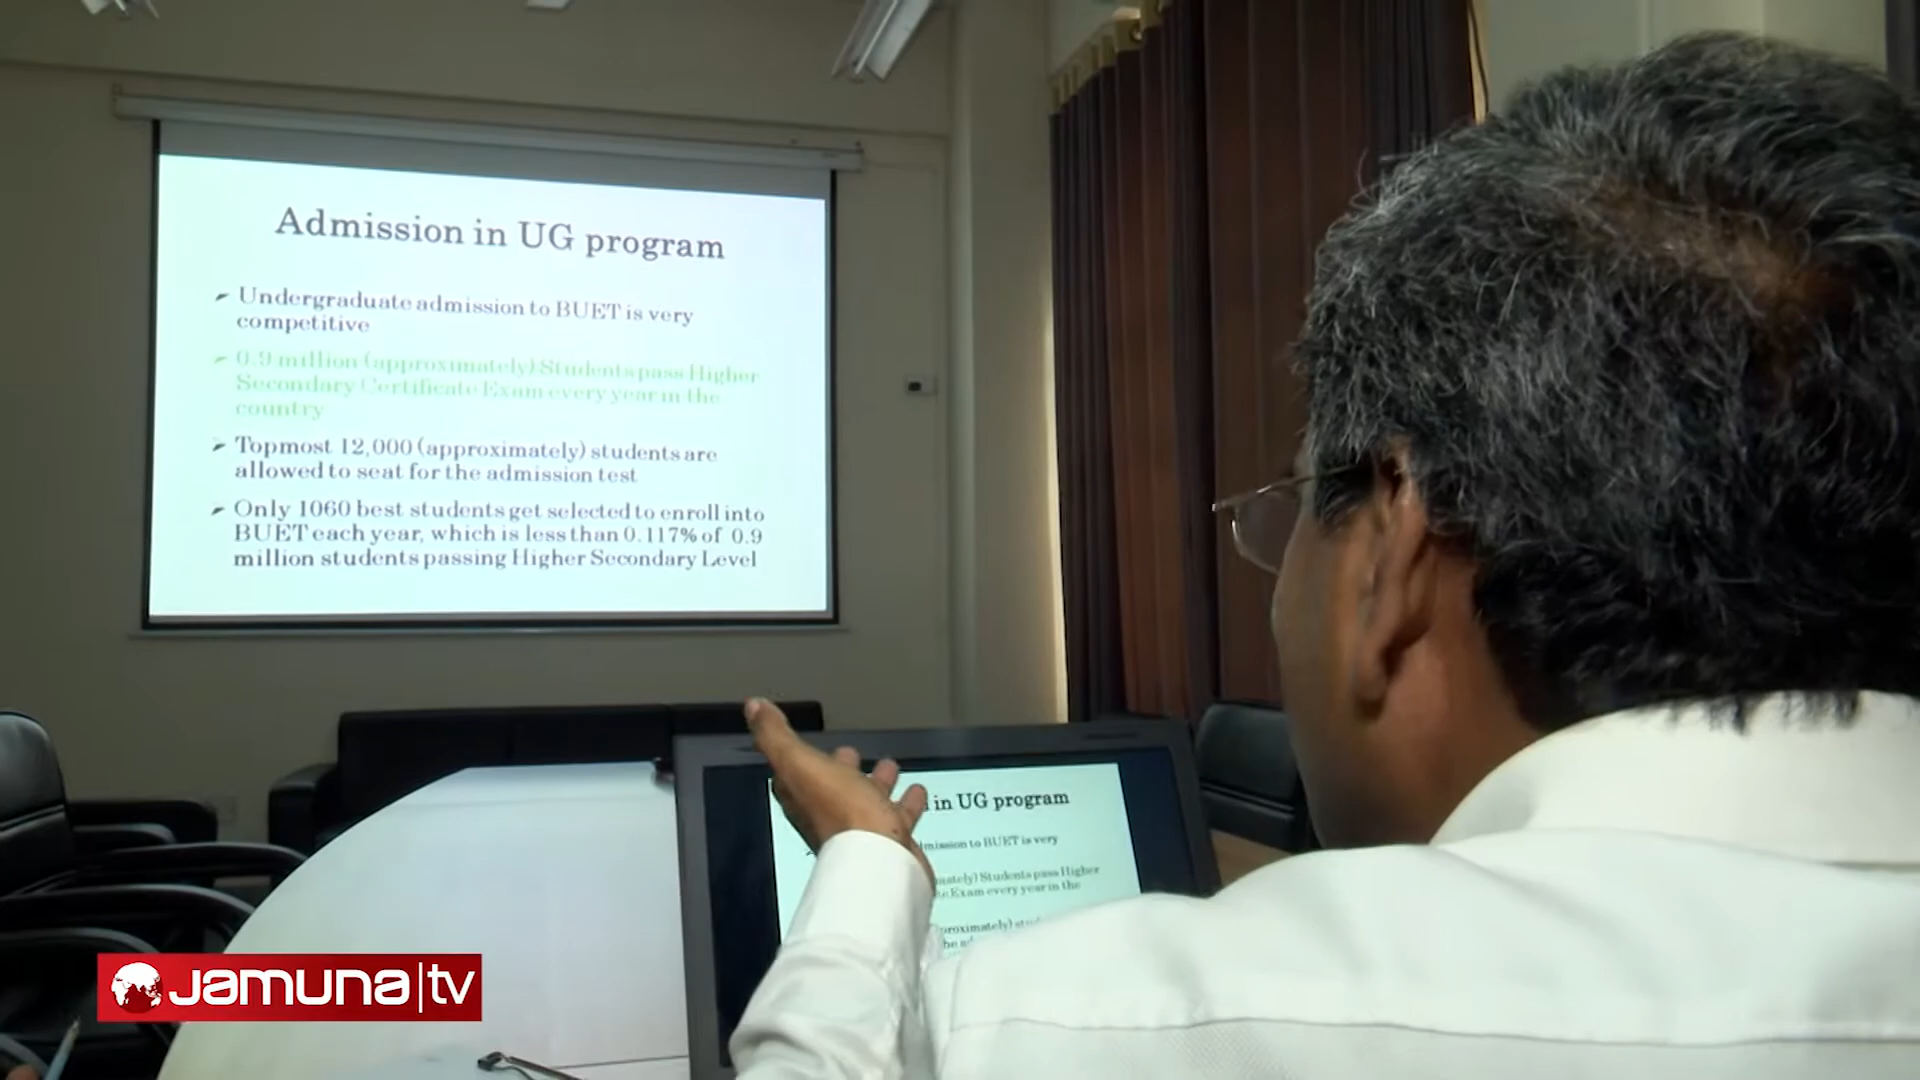 Admission in UG program
Undergraduate admission to BUET is very
competitive
0.9 million (approximately) Students pass Higher
Secondary Certificate Exam every year in the
country
Topmost 12,000 (approximately) students are
allowed to seat for the admission test
Only 1060 best students get selected to enroll into
BUET each year, which is less than 0.117% of 0.9
million students passing Higher Secondary Level
in UG program
to BUET is very
Students pass Higher
Exam every year in the
JAMUNA|tv